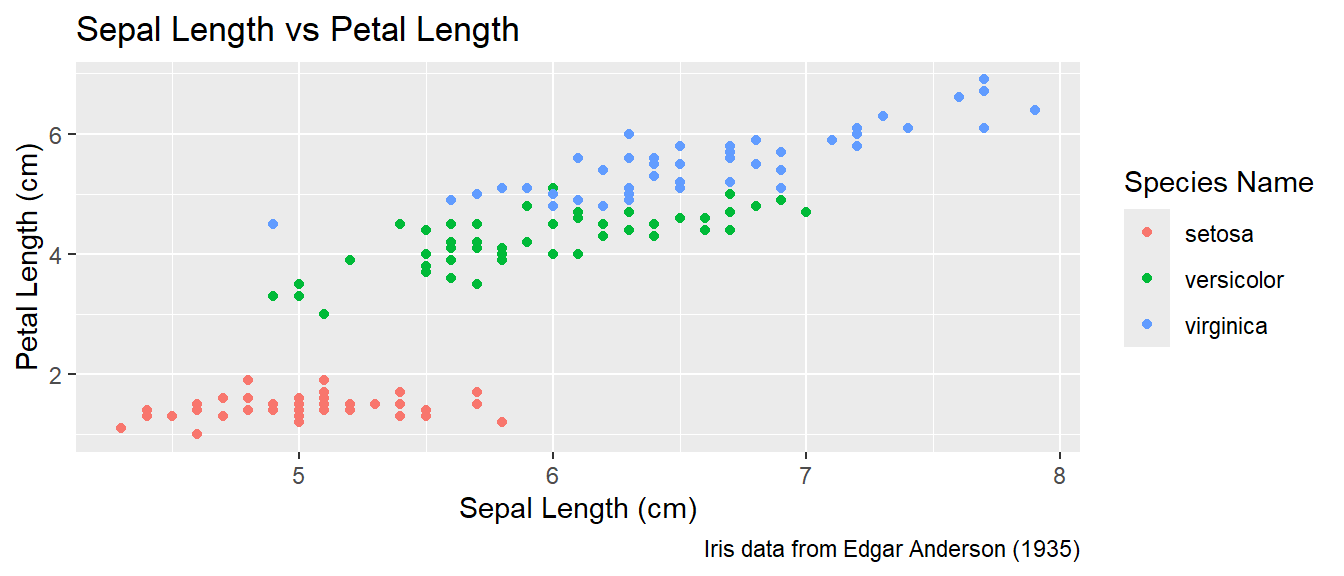 Sepal Length vs Petal Length
Petal Length (cm)
6
4
2
5 6 7 8
Sepal Length (cm)
Species Name
setosa
versicolor
virginica
Iris data from Edgar Anderson (1935)